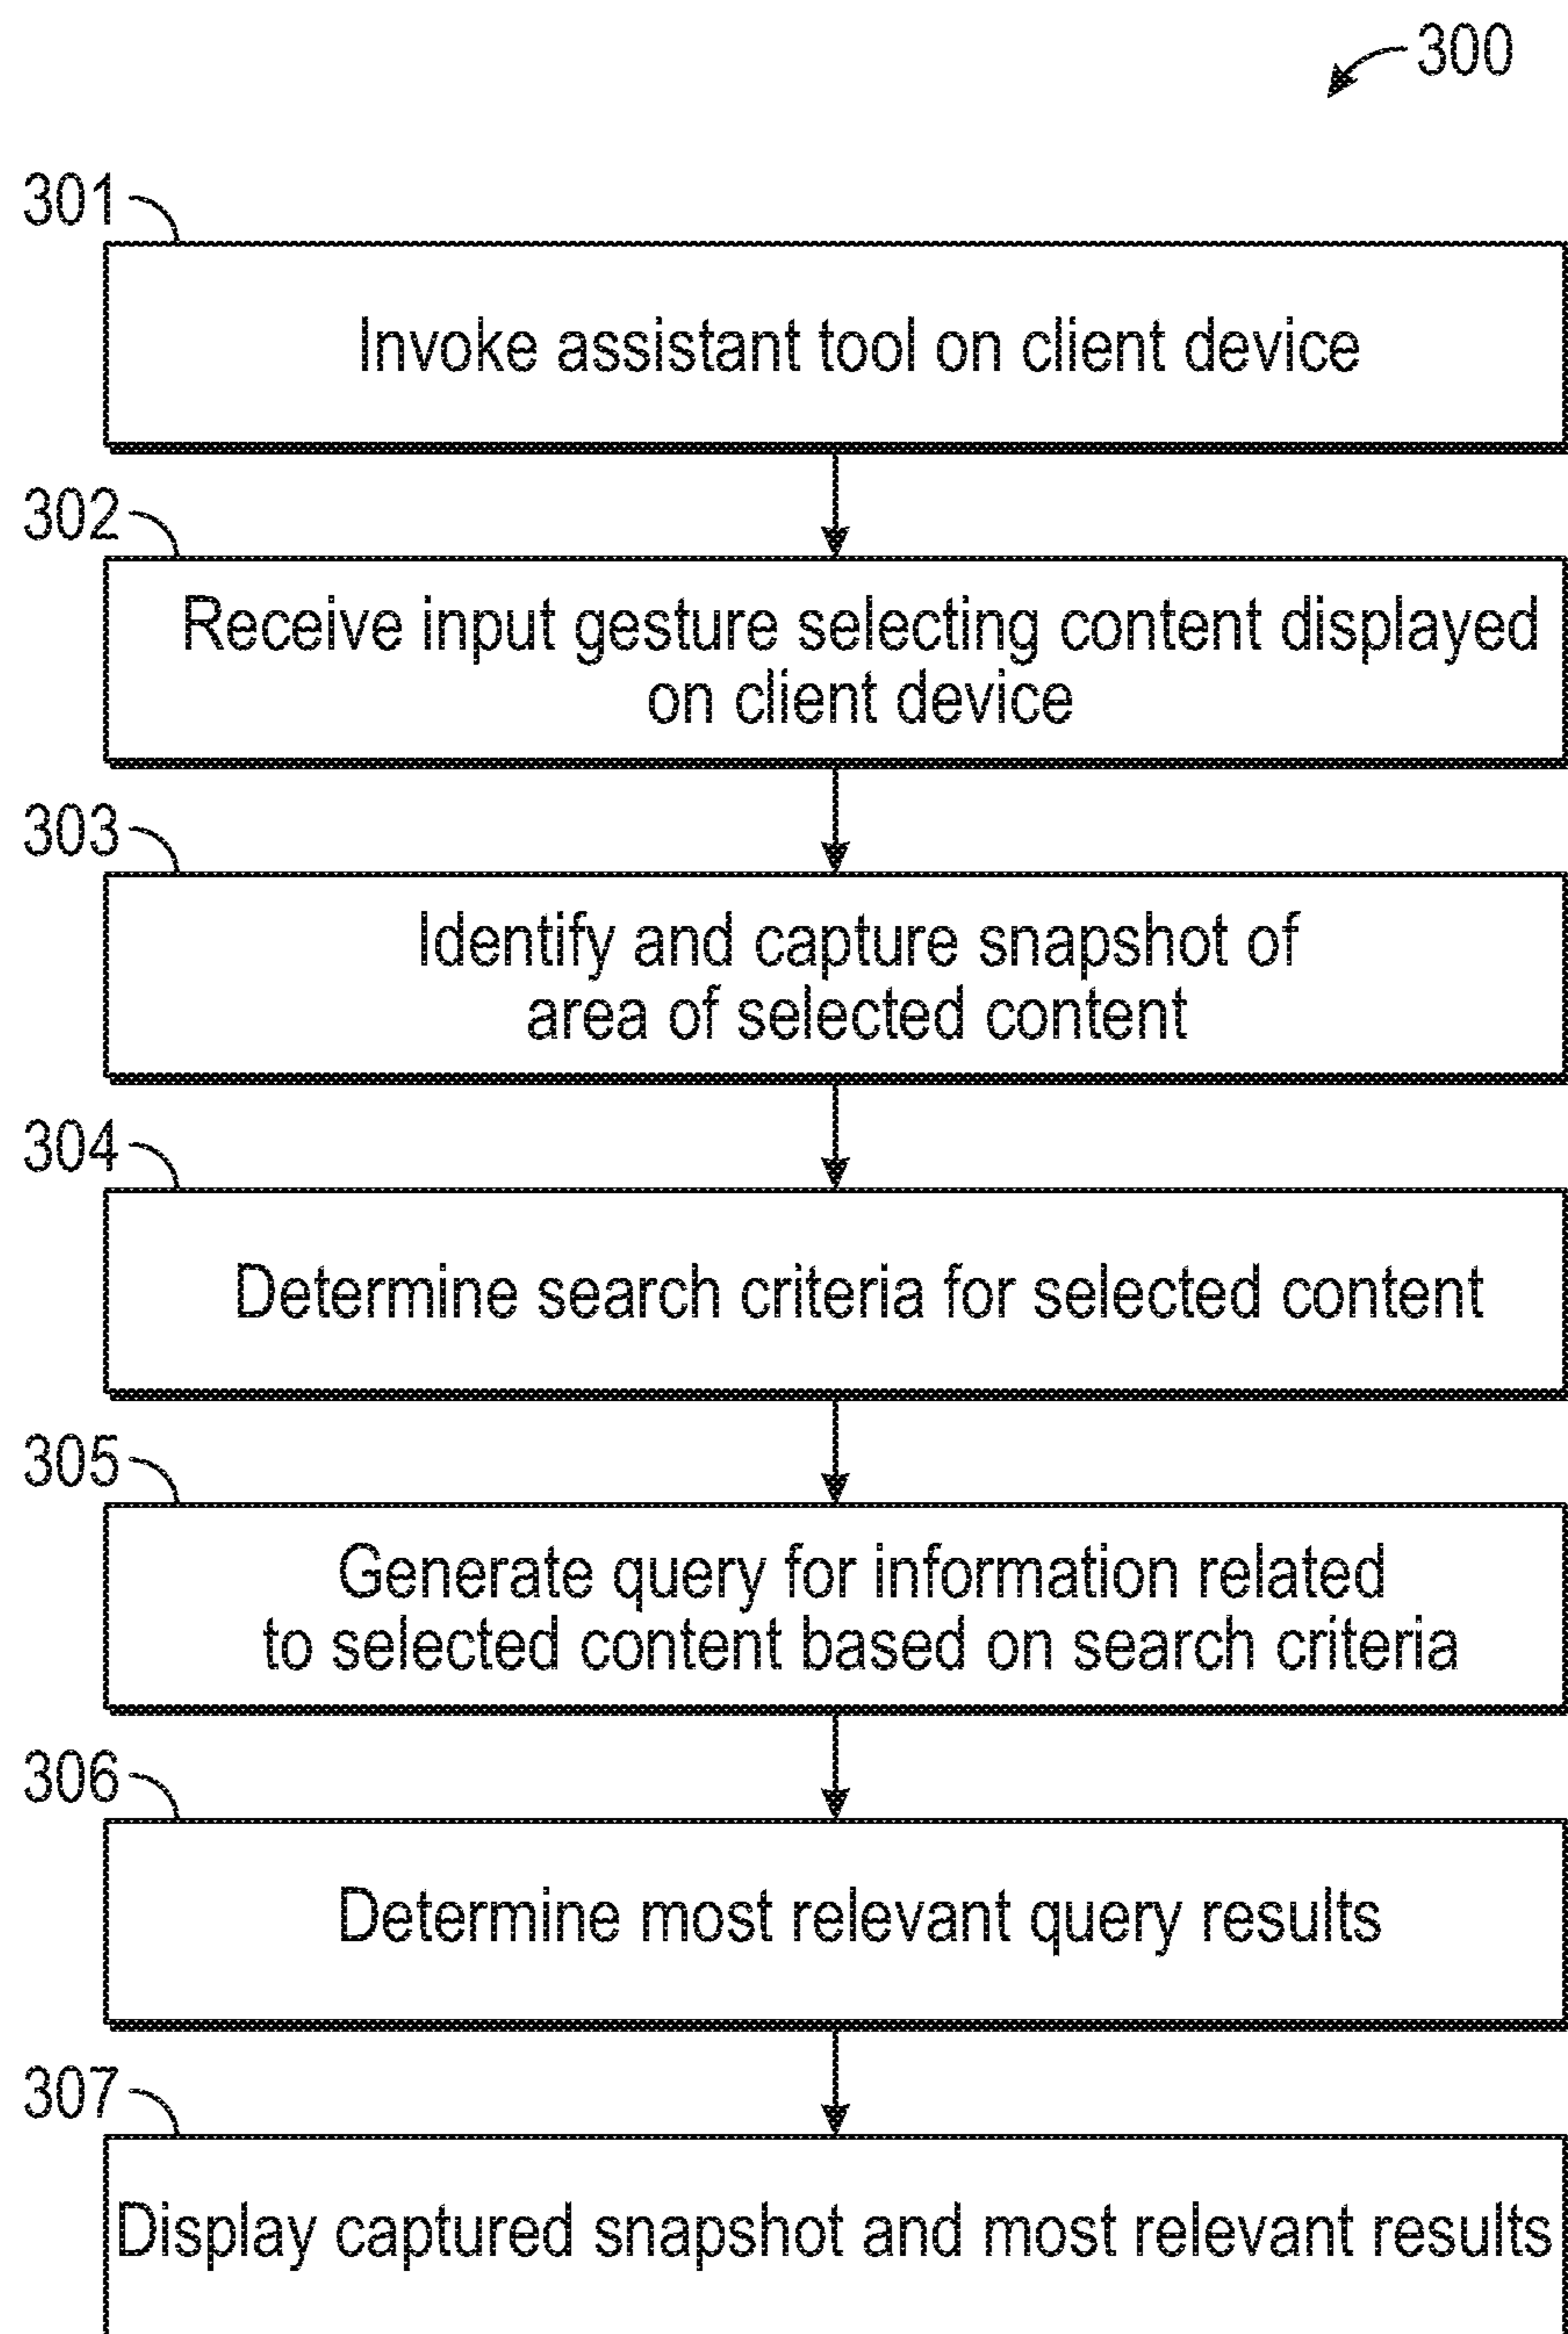 300
301
Invoke assistant tool on client device
302
Receive input gesture selecting content displayed
on client device
303
Identify and capture snapshot of
area of selected content
304
Determine search criteria for selected content
305
Generate query for information related
to selected content based on search criteria
306
Determine most relevant query results
307
Display captured snapshot and most relevant results